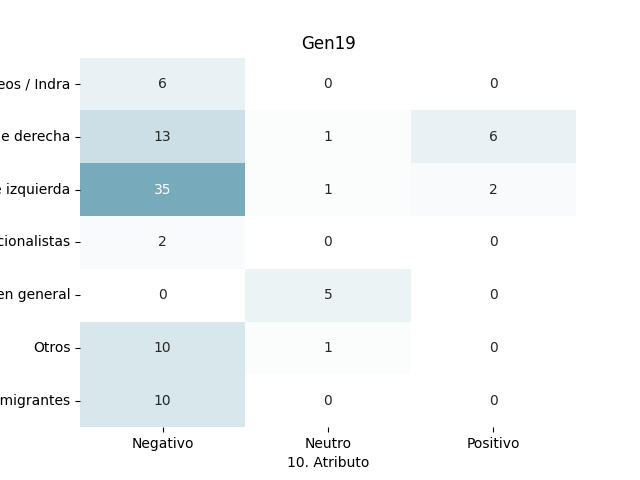 Gen19
eos / Indra 6 0 0
e derecha 13 1 6
e izquierda 35 1 2
cionalistas 2 0 0
en general 0 5 0
Otros 10 1 0
migrantes 10 0 0
Negativo Neutro Positivo
10. Atributo